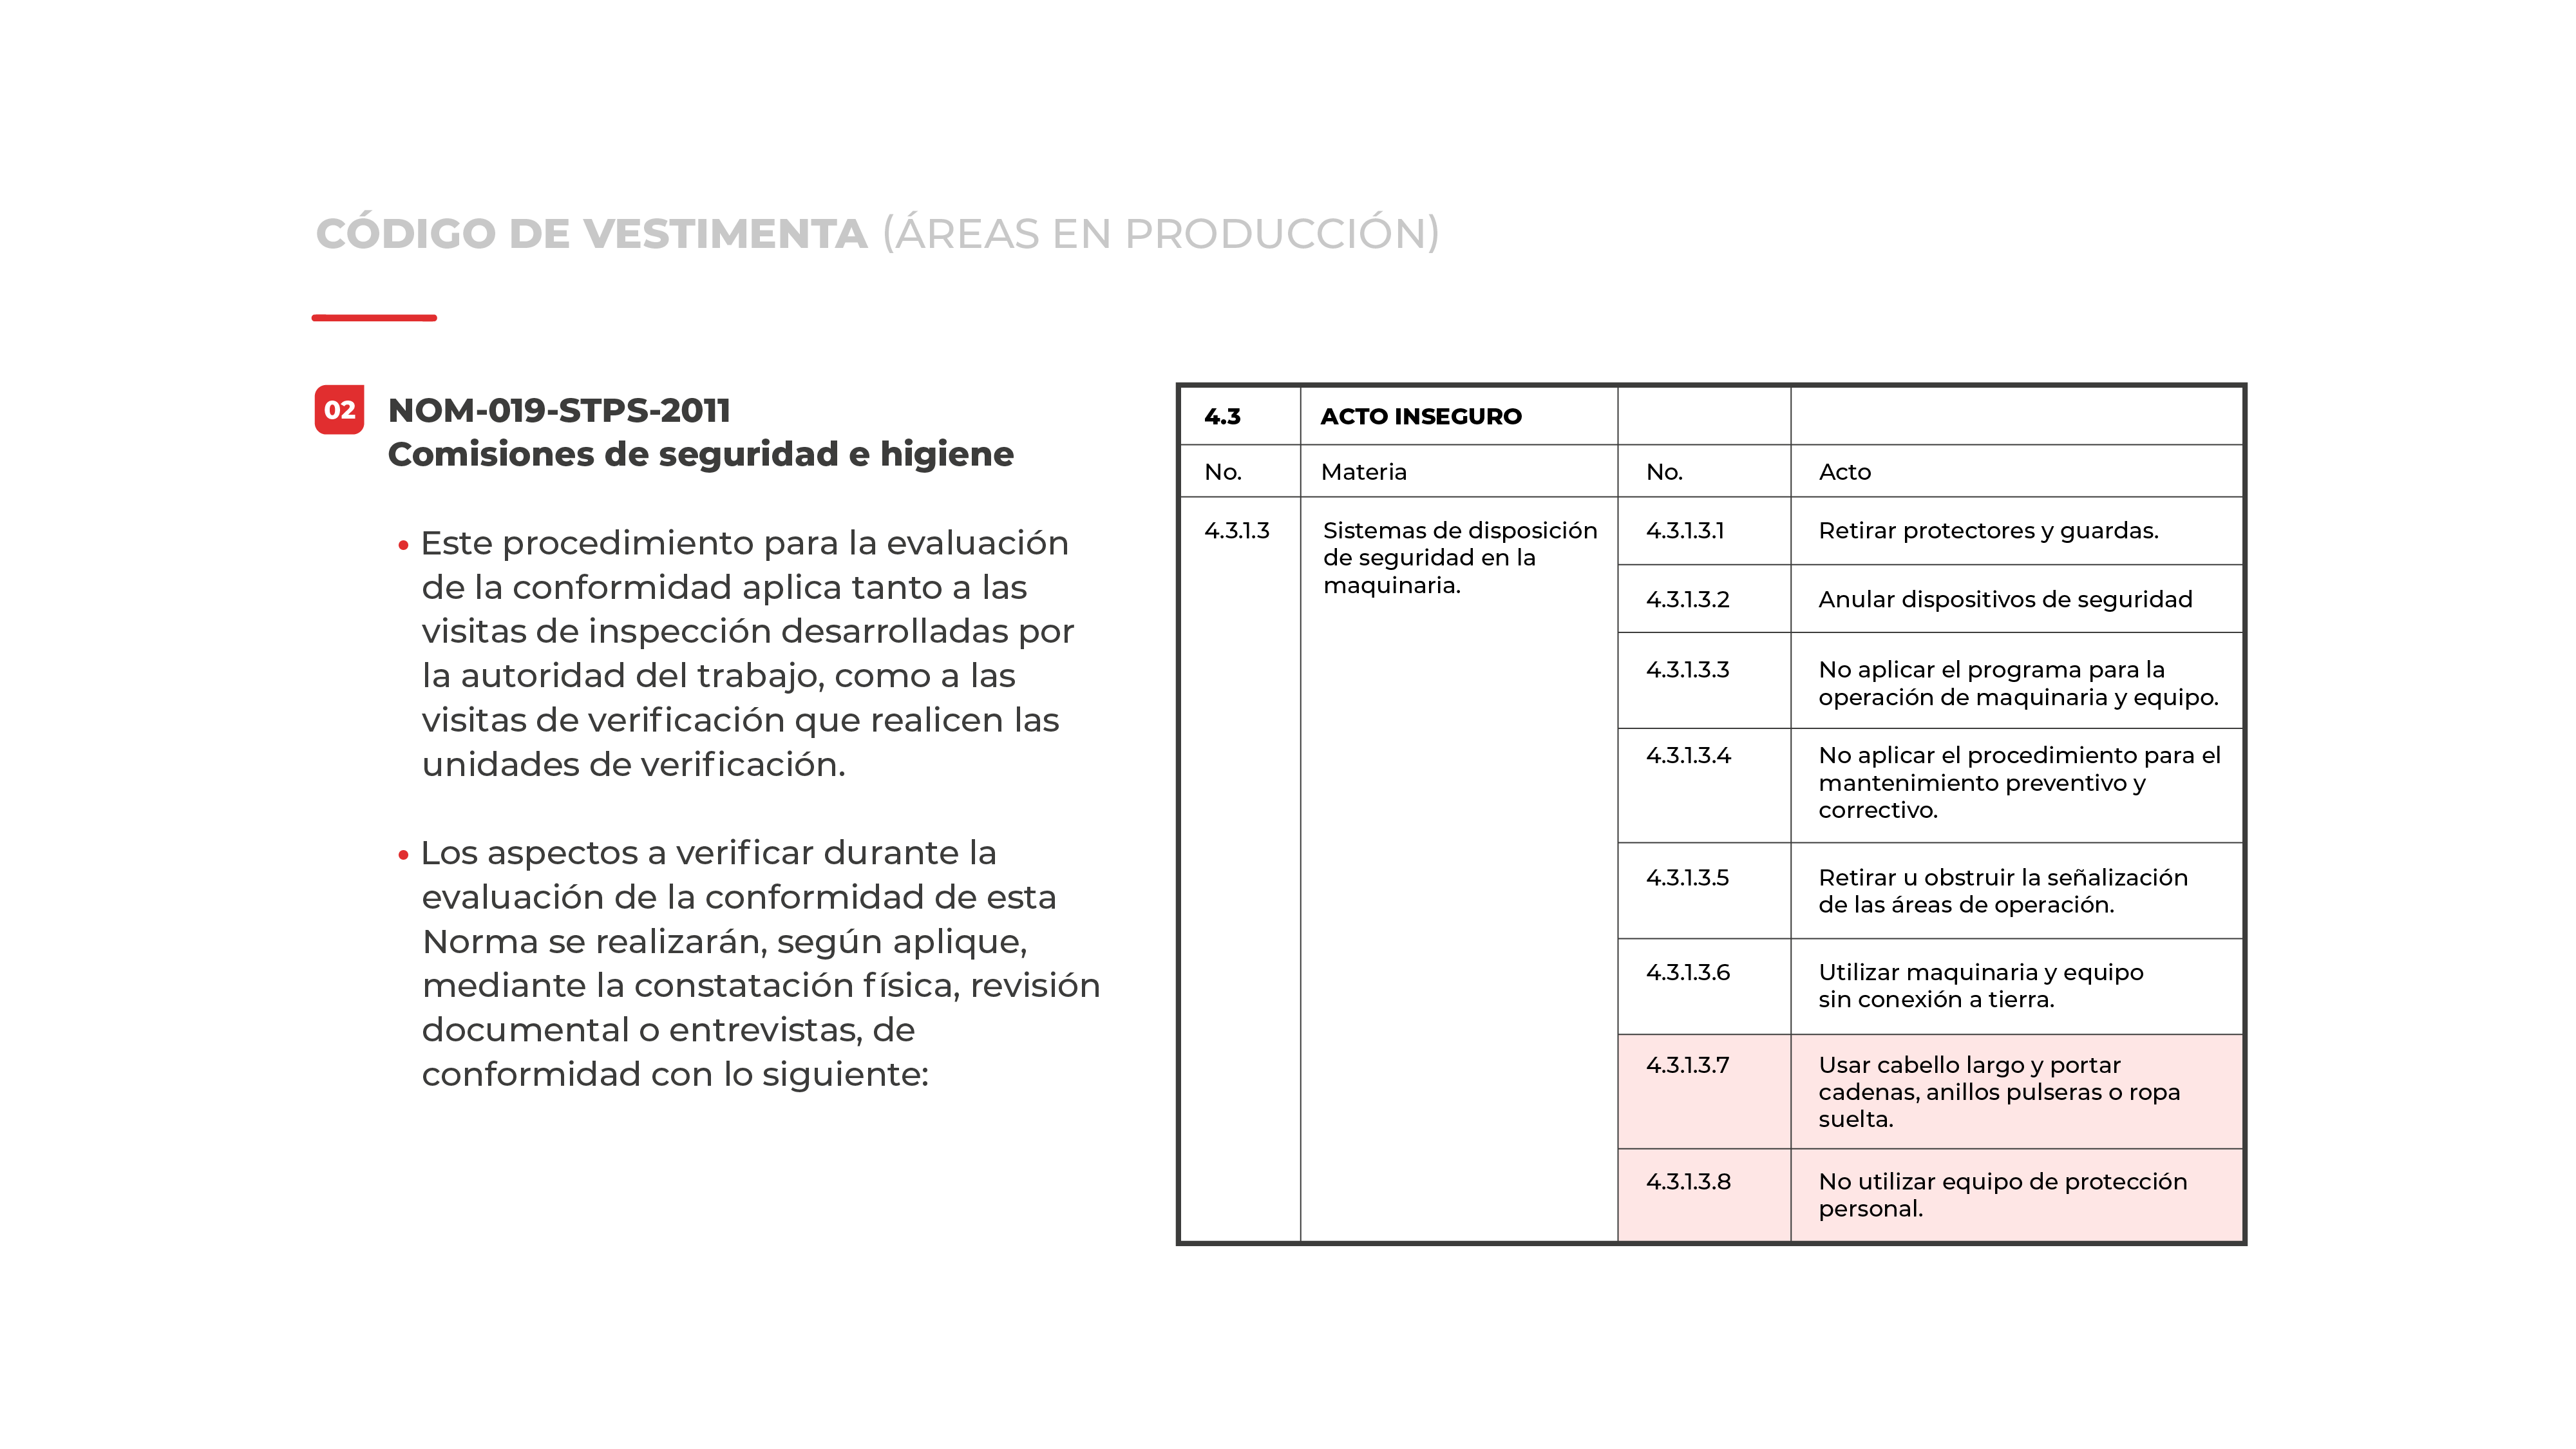 CÓDIGO DE VESTIMENTA (ÁREAS EN PRODUCCIÓN)
02
NOM-019-STPS-2011
Comisiones de seguridad e higiene
• Este procedimiento para la evaluación
de la conformidad aplica tanto a las
visitas de inspección desarrolladas por
la autoridad del trabajo, como a las
visitas de verificación que realicen las
unidades de verificación.
• Los aspectos a verificar durante la
evaluación de la conformidad de esta
Norma se realizarán, según aplique,
mediante la constatación física, revisión
documental o entrevistas, de
conformidad con lo siguiente:
4.3 ACTO INSEGURO
No. Materia No. Acto
4.3.1.3 Sistemas de disposición
de seguridad en la
maquinaria.
4.3.1.3.1 Retirar protectores y guardas.
4.3.1.3.2 Anular dispositivos de seguridad
4.3.1.3.3 No aplicar el programa para la
operación de maquinaria y equipo.
4.3.1.3.4 No aplicar el procedimiento para el
mantenimiento preventivo y
correctivo.
4.3.1.3.5 Retirar u obstruir la señalización
de las áreas de operación.
4.3.1.3.6 Utilizar maquinaria y equipo
sin conexión a tierra.
4.3.1.3.7 Usar cabello largo y portar
cadenas, anillos pulseras o ropa
suelta.
4.3.1.3.8 No utilizar equipo de protección
personal.